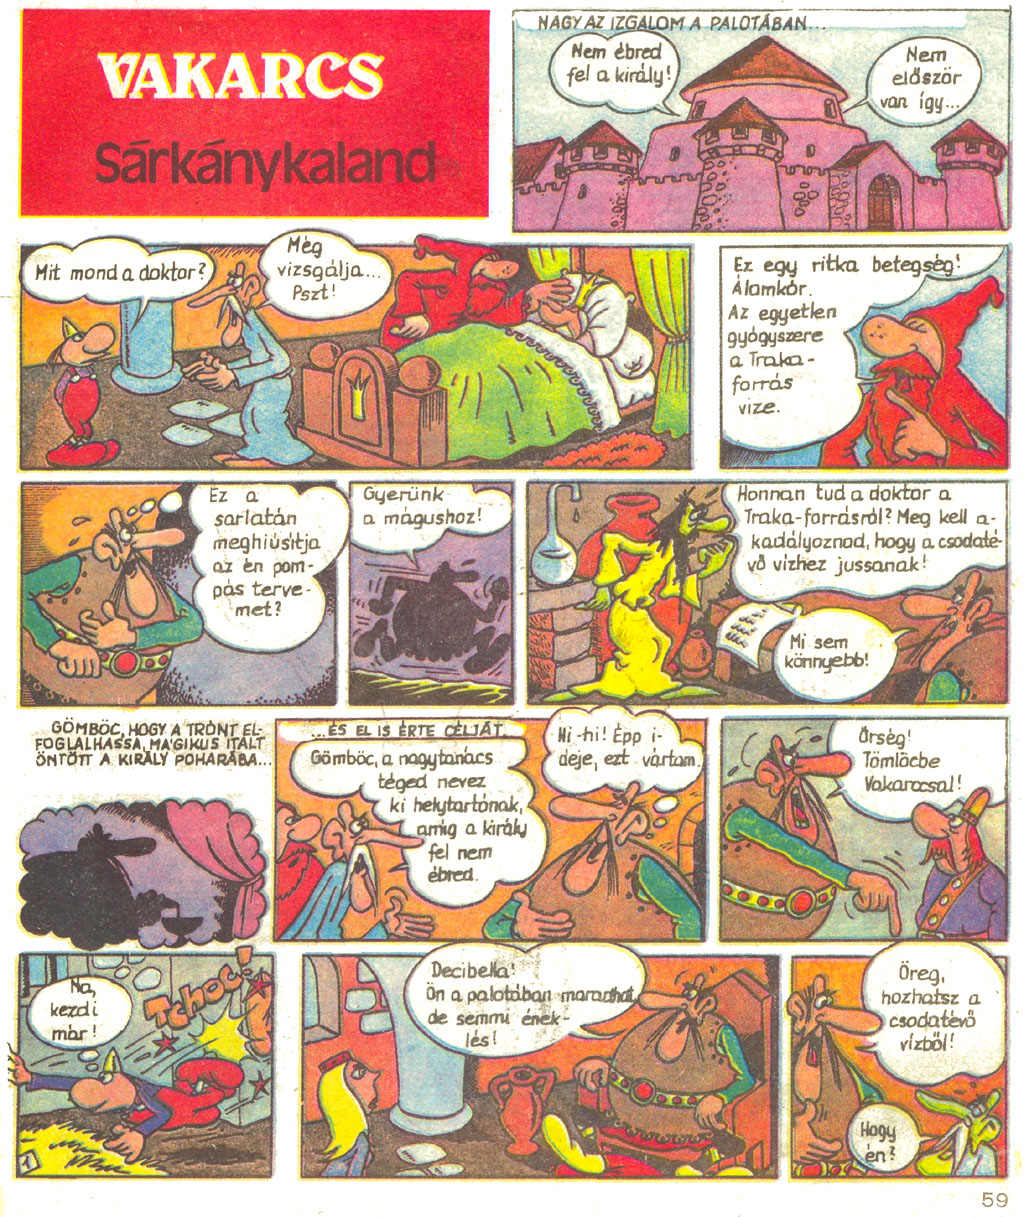 VAKARCS
Sárkánykaland
NAGY AZ IZGALOM A PALOTÁBAN...
Nem ébred
fel a király!
Nem
először
van így...
Mit mond a doktor?
Még
vizsgálja...
Pszt!
Ez egy ritka betegség!
Álomkór.
Az egyetlen
gyógyszere
a Traka-
forrás
vize.
Ez a
sarlatán
meghiúsítja
az én pom-
pás terve-
met?
Gyerünk
a mágushoz!
Honnan tud a doktor a
Traka-forrásról? Meg kell a-
kadályoznod, hogy a csodaté-
vő vízhez jussanak!
Mi sem
könnyebb!
GÖMBÖC, HOGY A TRÓNT EL-
FOGLALHASSA, MÁGIKUS ITALT
ÖNTÖTT A KIRÁLY POHARÁBA...
...ÉS EL IS ÉRTE CÉLJÁT.
Gömböc, a nagytanács
téged nevez
ki helytartónak,
amíg a király
fel nem
ébred.
Hi-hi! Épp i-
deje, ezt vártam.
Őrség!
Tömlöcbe
Vakarccsal!
Na,
kezdi
már!
Tchoc!
1
Decibella!
Ön a palotában maradhat,
de semmi ének-
lés!
Öreg,
hozhatsz a
csodatévő
vízből!
Hogy
én?
59